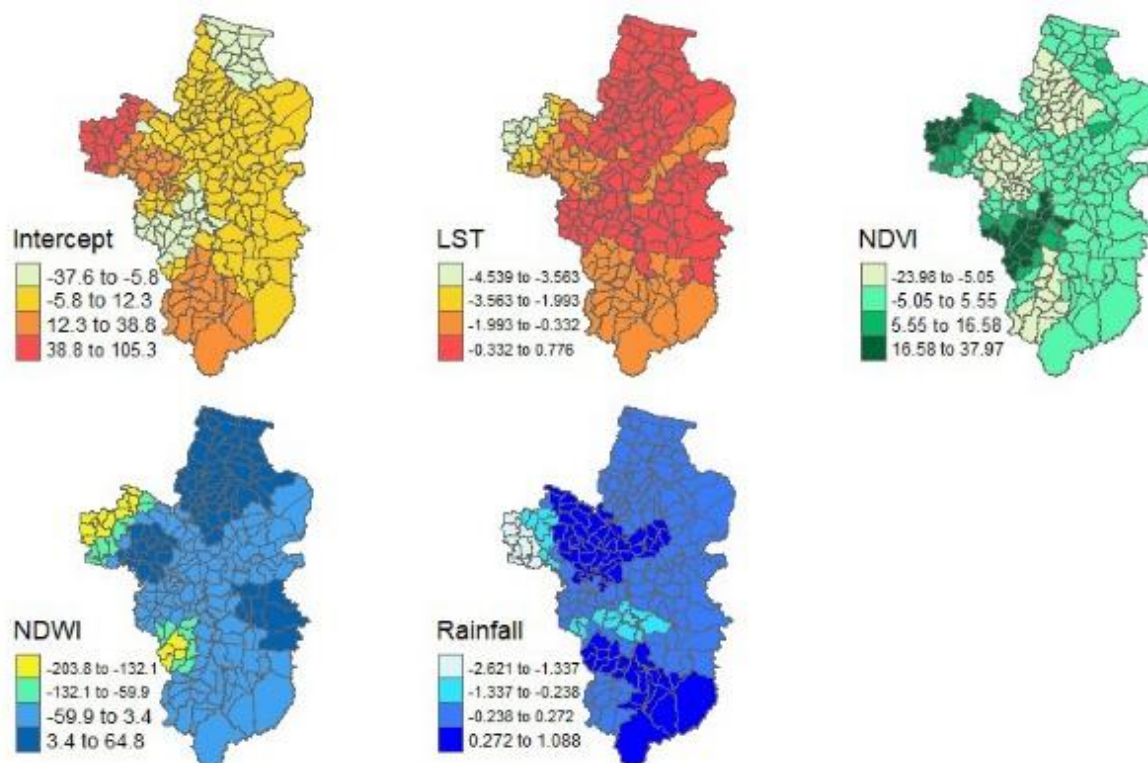 Intercept
-37.6 to -5.8
-5.8 to 12.3
12.3 to 38.8
38.8 to 105.3
LST
-4.539 to -3.563
-3.563 to -1.993
-1.993 to -0.332
-0.332 to 0.776
NDVI
-23.98 to -5.05
-5.05 to 5.55
5.55 to 16.58
16.58 to 37.97
NDWI
-203.8 to -132.1
-132.1 to -59.9
-59.9 to 3.4
3.4 to 64.8
Rainfall
-2.621 to -1.337
-1.337 to -0.238
-0.238 to 0.272
0.272 to 1.088